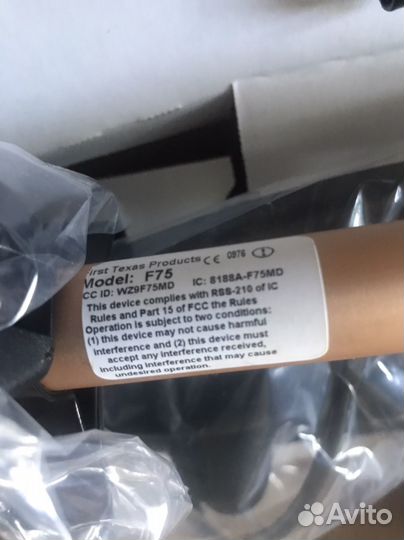 First Texas Products CE 0976
Model: F75
CC ID: WZ9F75MD IC: 8188A-F75MD
This device complies with RSS-210 of IC
Rules and Part 15 of FCC the Rules
Operation is subject to two conditions:
(1) this device may not cause harmful
interference and (2) this device must
accept any interference received,
including interference that may cause
undesired operation.
Avito